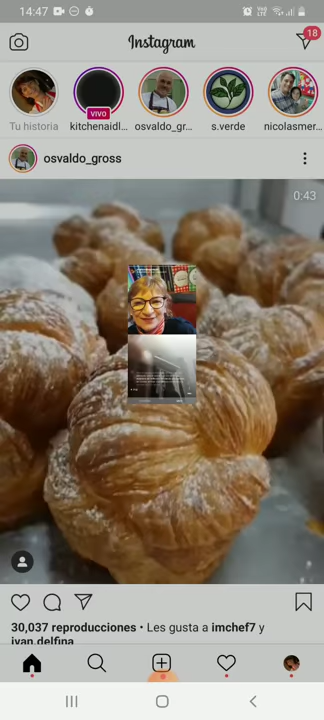 14:47
Instagram
18
Tu historia
VIVO
kitchenaidl...
osvaldo_gr...
s.verde
nicolasmer...
osvaldo_gross
0:43
30,037 reproducciones • Les gusta a imchef7 y
ivan.delfina